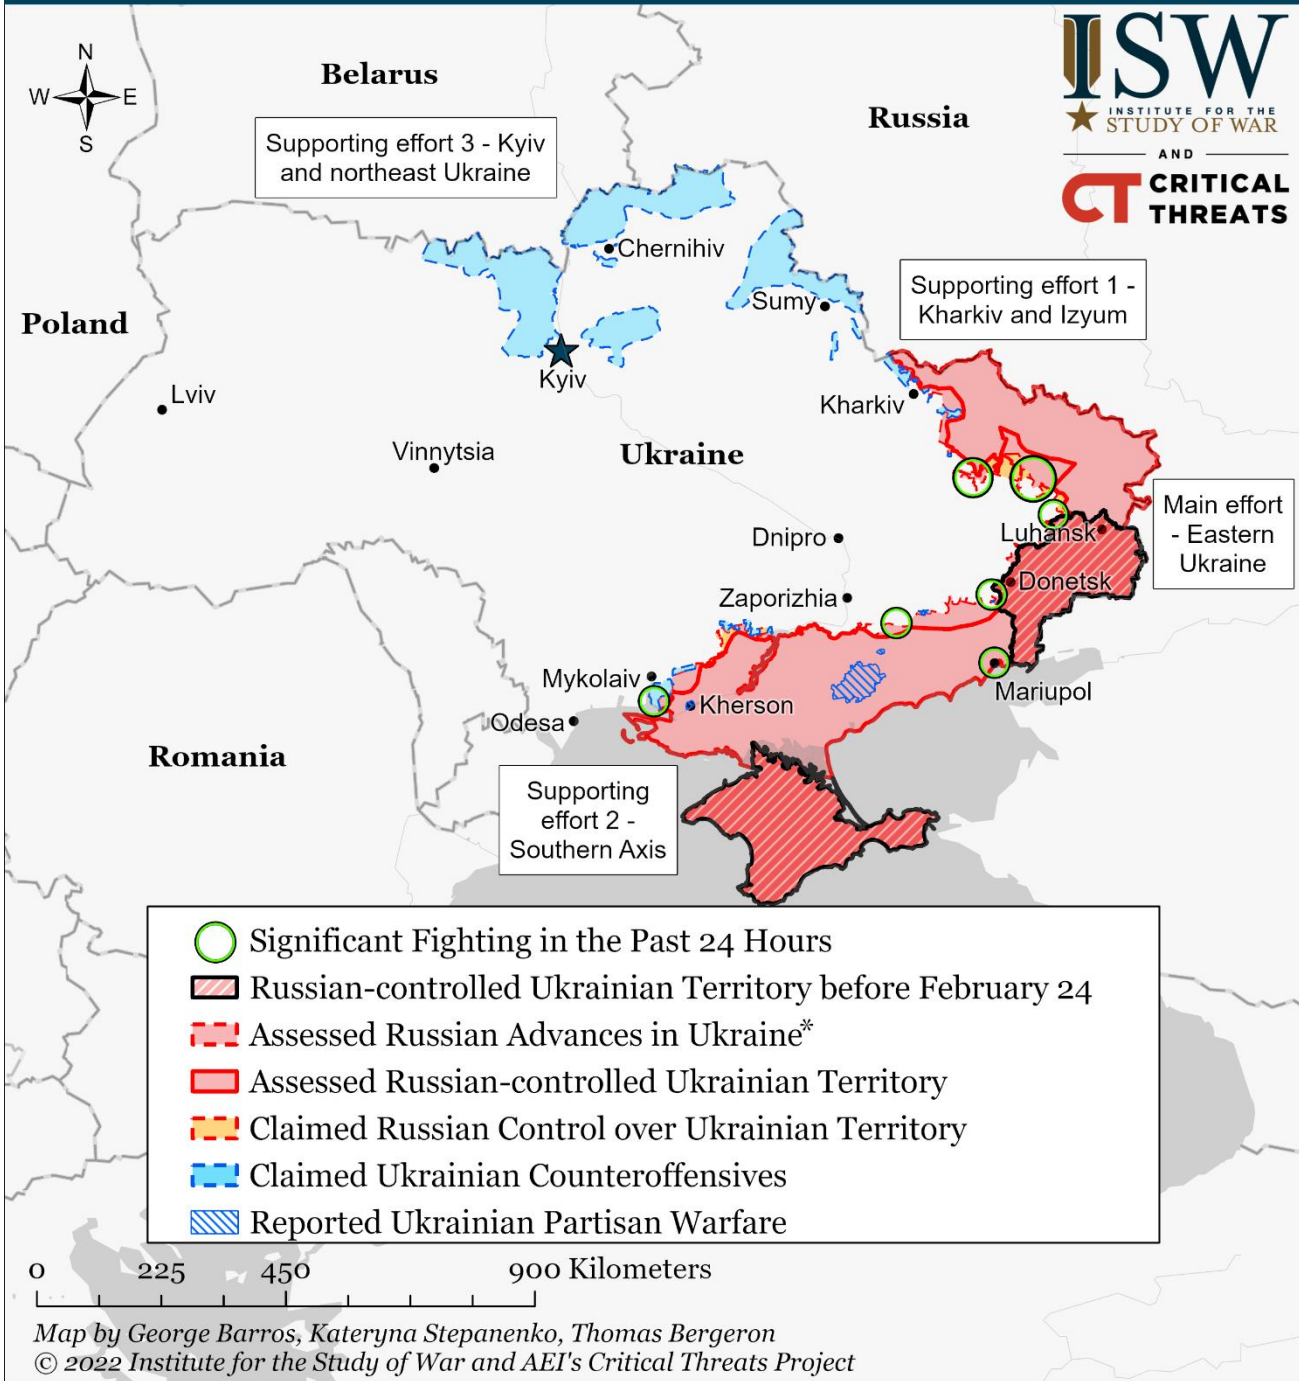 N
W
E
S
Belarus
Russia
ISW
INSTITUTE FOR THE
STUDY OF WAR
AND
CT CRITICAL
THREATS
Supporting effort 3 - Kyiv
and northeast Ukraine
Chernihiv
Sumy
Supporting effort 1 -
Kharkiv and Izyum
Poland
Kyiv
Lviv
Kharkiv
Vinnytsia
Ukraine
Main effort
- Eastern
Ukraine
Luhansk
Dnipro
Donetsk
Zaporizhia
Mykolaiv
Mariupol
Kherson
Odesa
Romania
Supporting
effort 2 -
Southern Axis
Significant Fighting in the Past 24 Hours
Russian-controlled Ukrainian Territory before February 24
Assessed Russian Advances in Ukraine*
Assessed Russian-controlled Ukrainian Territory
Claimed Russian Control over Ukrainian Territory
Claimed Ukrainian Counteroffensives
Reported Ukrainian Partisan Warfare
0 225 450 900 Kilometers
Map by George Barros, Kateryna Stepanenko, Thomas Bergeron
© 2022 Institute for the Study of War and AEI's Critical Threats Project